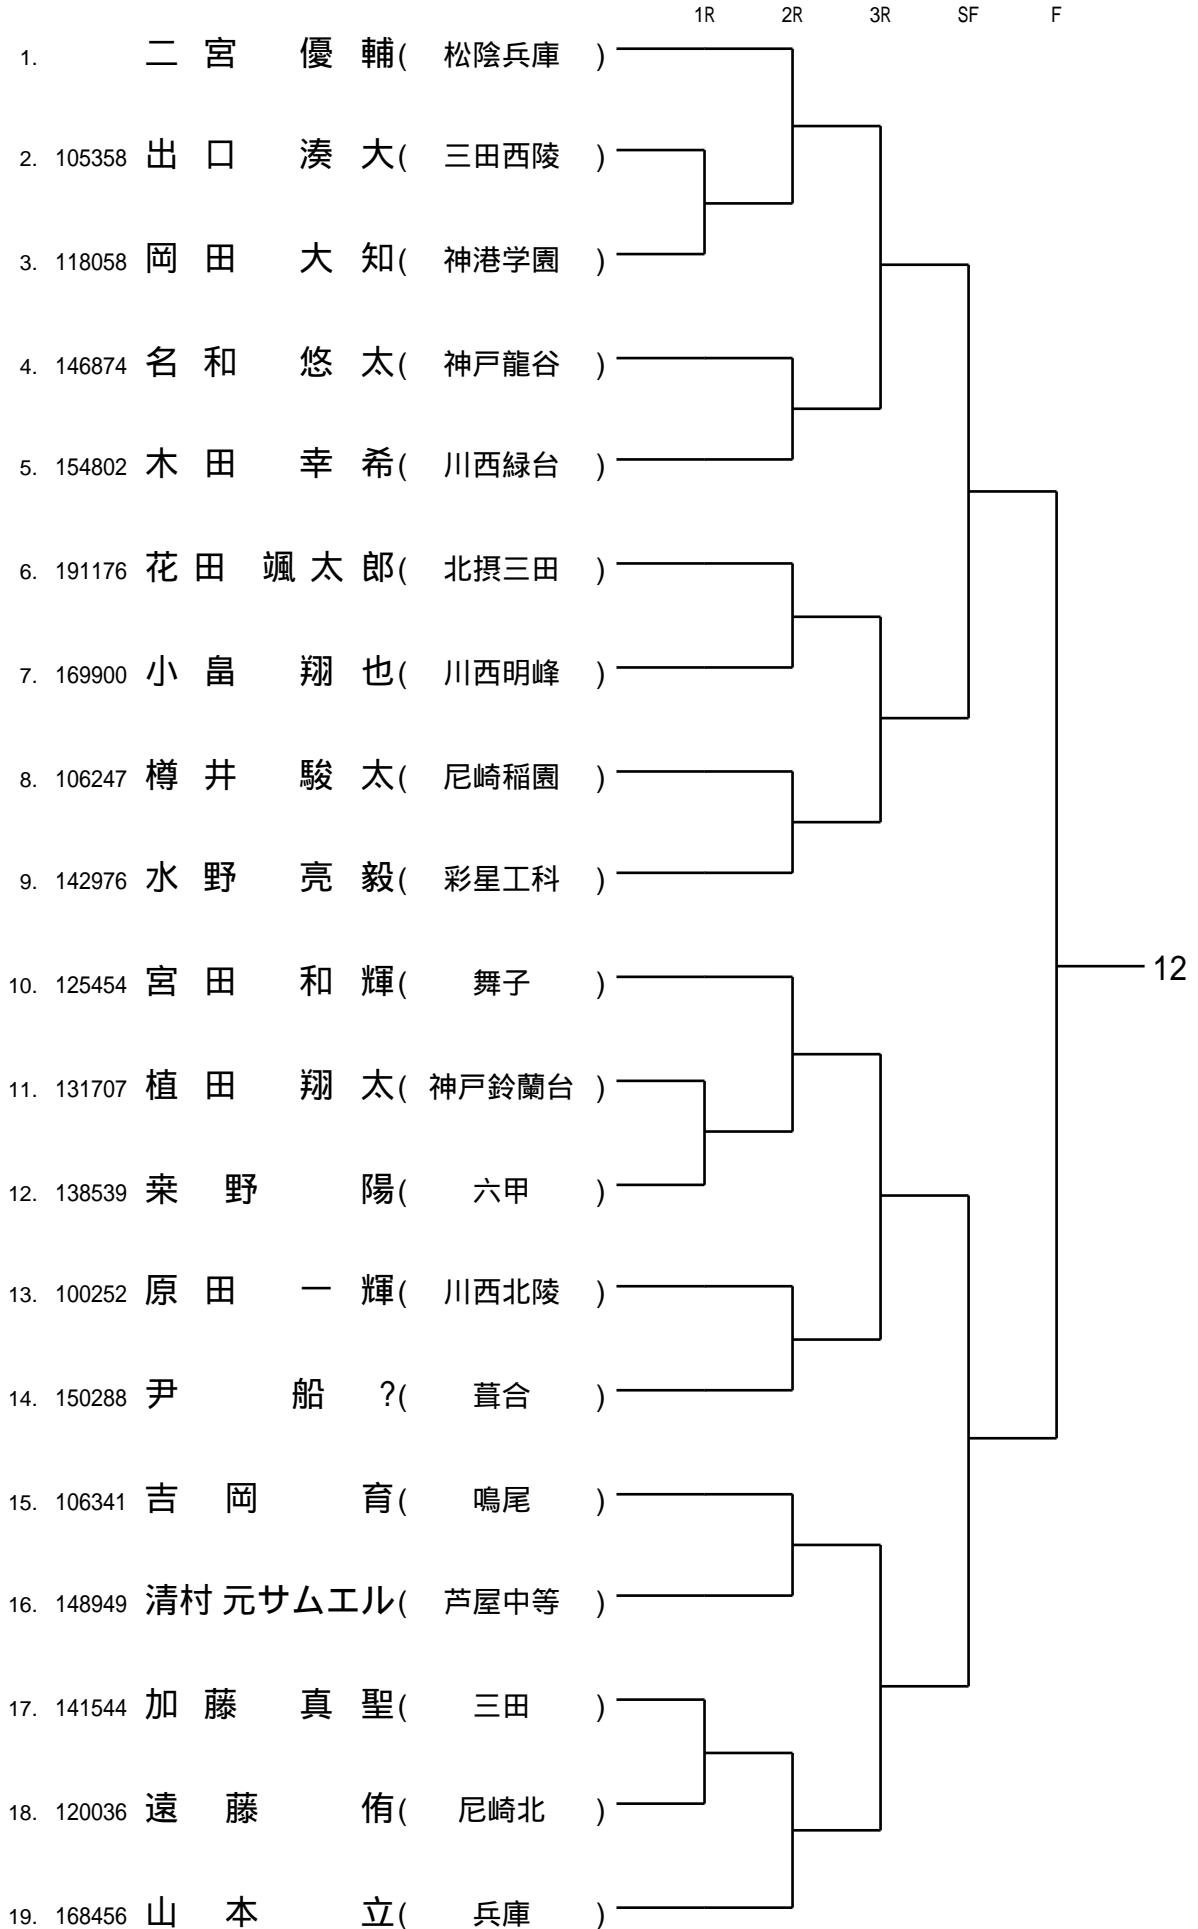 1R 2R 3R SF F
1. 二宮 優輔( 松陰兵庫 )
2. 105358 出口 湊大( 三田西陵 )
3. 118058 岡田 大知( 神港学園 )
4. 146874 名和 悠太( 神戸龍谷 )
5. 154802 木田 幸希( 川西緑台 )
6. 191176 花田 颯太郎( 北摂三田 )
7. 169900 小畠 翔也( 川西明峰 )
8. 106247 樽井 駿太( 尼崎稲園 )
9. 142976 水野 亮毅( 彩星工科 )
10. 125454 宮田 和輝( 舞子 )
12
11. 131707 植田 翔太( 神戸鈴蘭台 )
12. 138539 桒野 陽( 六甲 )
13. 100252 原田 一輝( 川西北陵 )
14. 150288 尹 船?( 葺合 )
15. 106341 吉岡 育( 鳴尾 )
16. 148949 清村 元サムエル( 芦屋中等 )
17. 141544 加藤 真聖( 三田 )
18. 120036 遠藤 侑( 尼崎北 )
19. 168456 山本 立( 兵庫 )